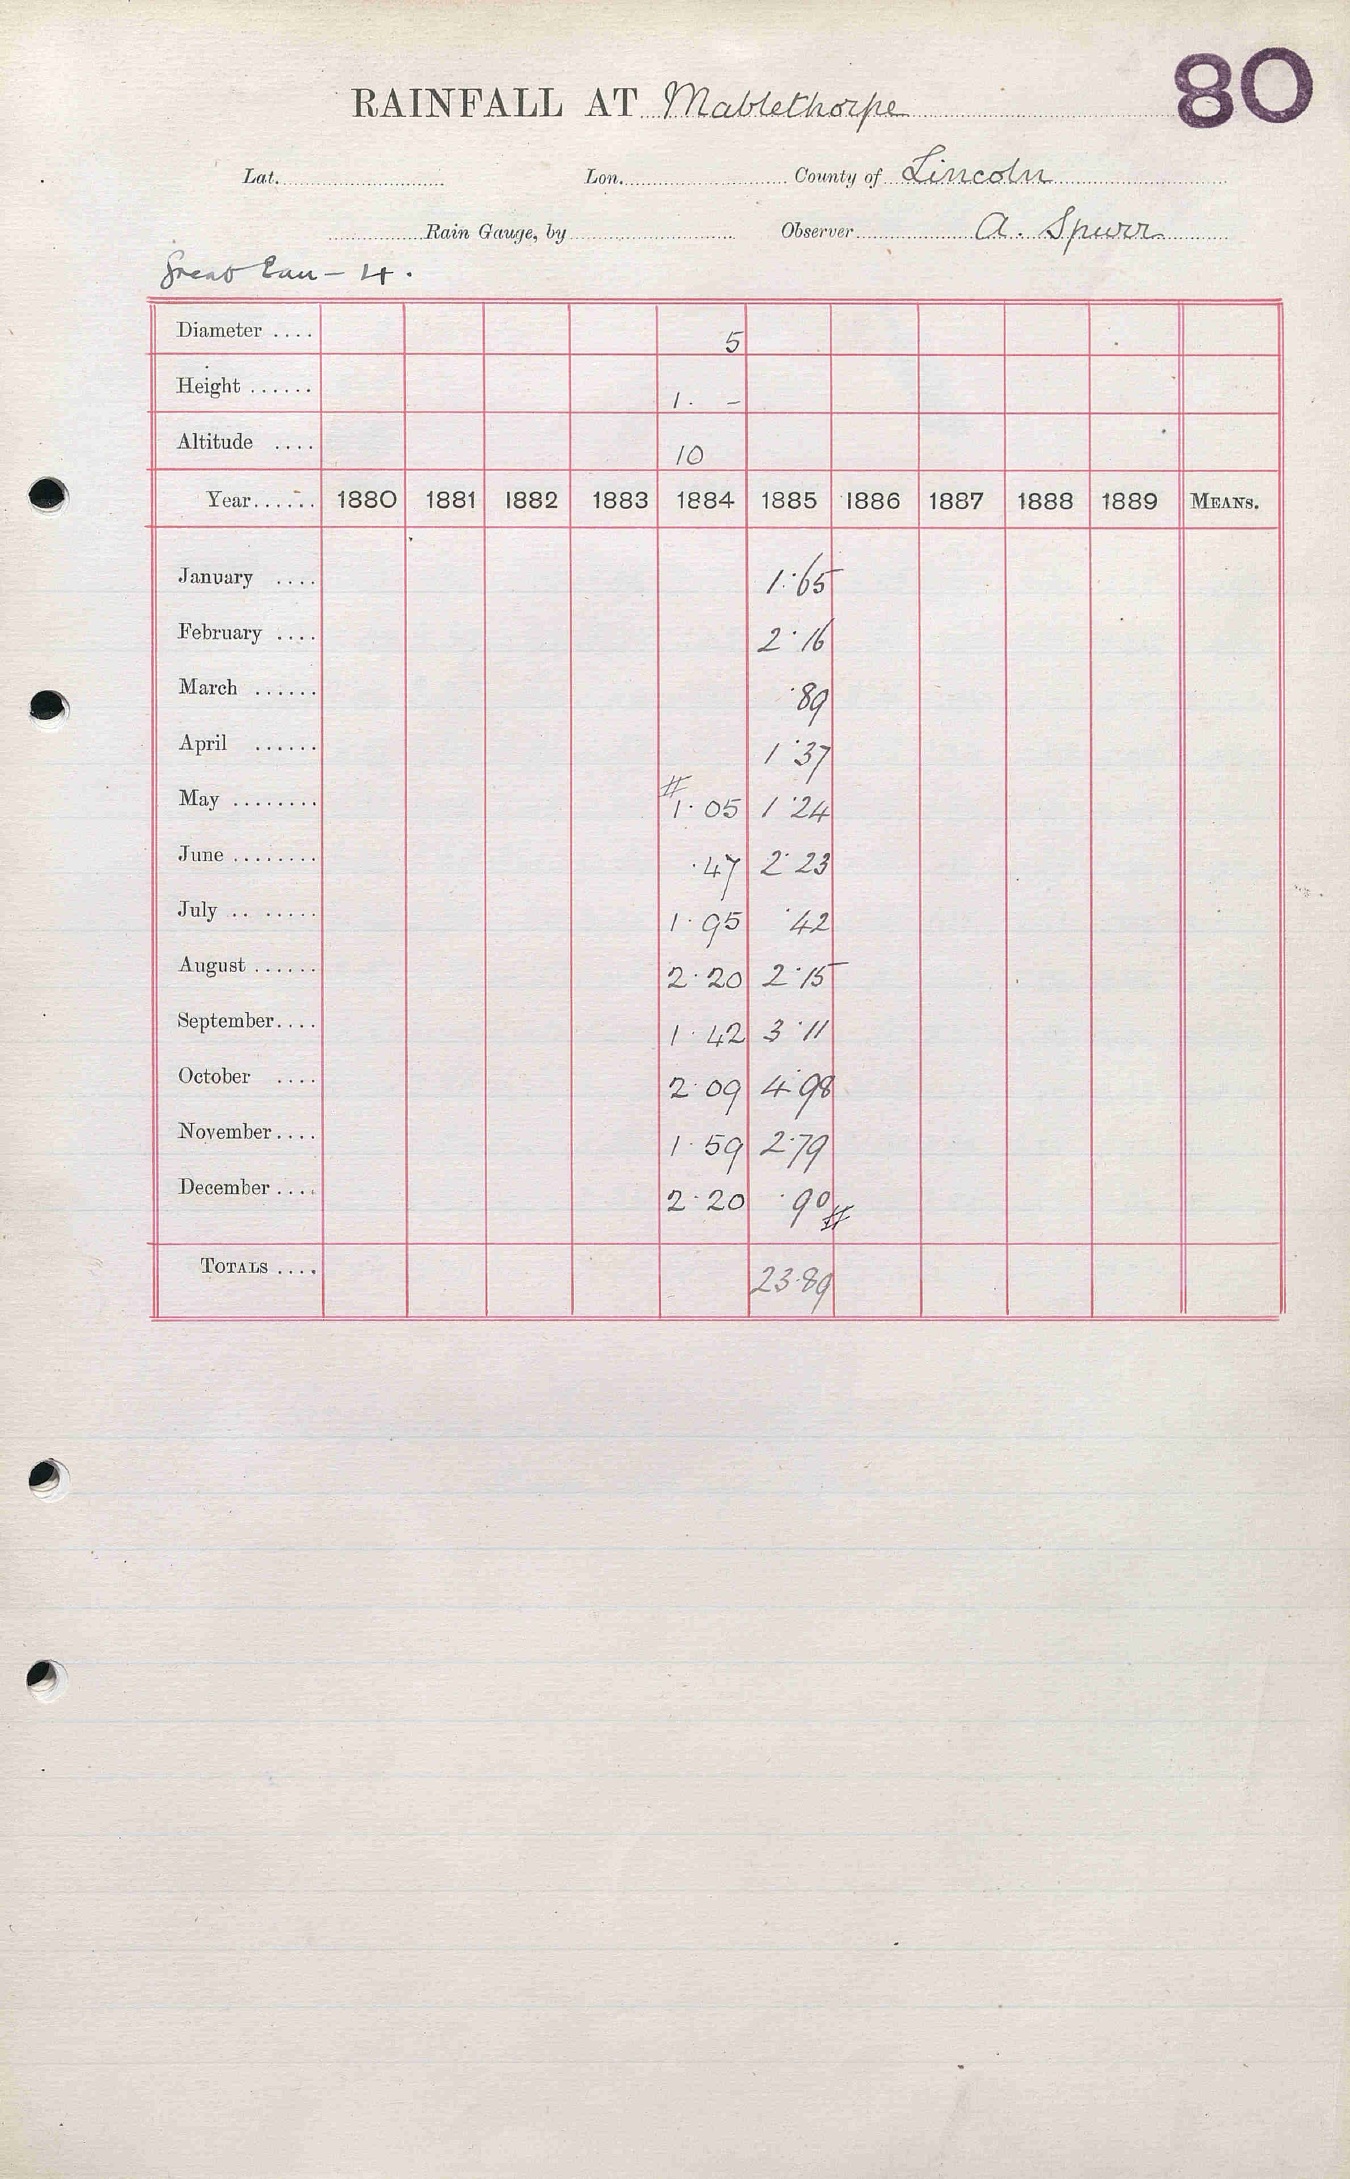 80
RAINFALL AT Mablethorpe
Lat. Lon. County of Lincoln
Rain Gauge, by Observer A. Spurr
Great Eau - 4.
Diameter .... 5
Height ...... 1. -
Altitude .... 10
Year...... 1880 1881 1882 1883 1884 1885 1886 1887 1888 1889 MEANS.
January .... 1.65
February .... 2.16
March ...... .89
April ...... 1.37
May ........ # 1.05 1.24
June ........ .47 2.23
July .. ..... 1.95 .42
August ...... 2.20 2.15
September.... 1.42 3.11
October .... 2.09 4.98
November.... 1.59 2.79
December .... 2.20 .90 #
TOTALS .... 23.89